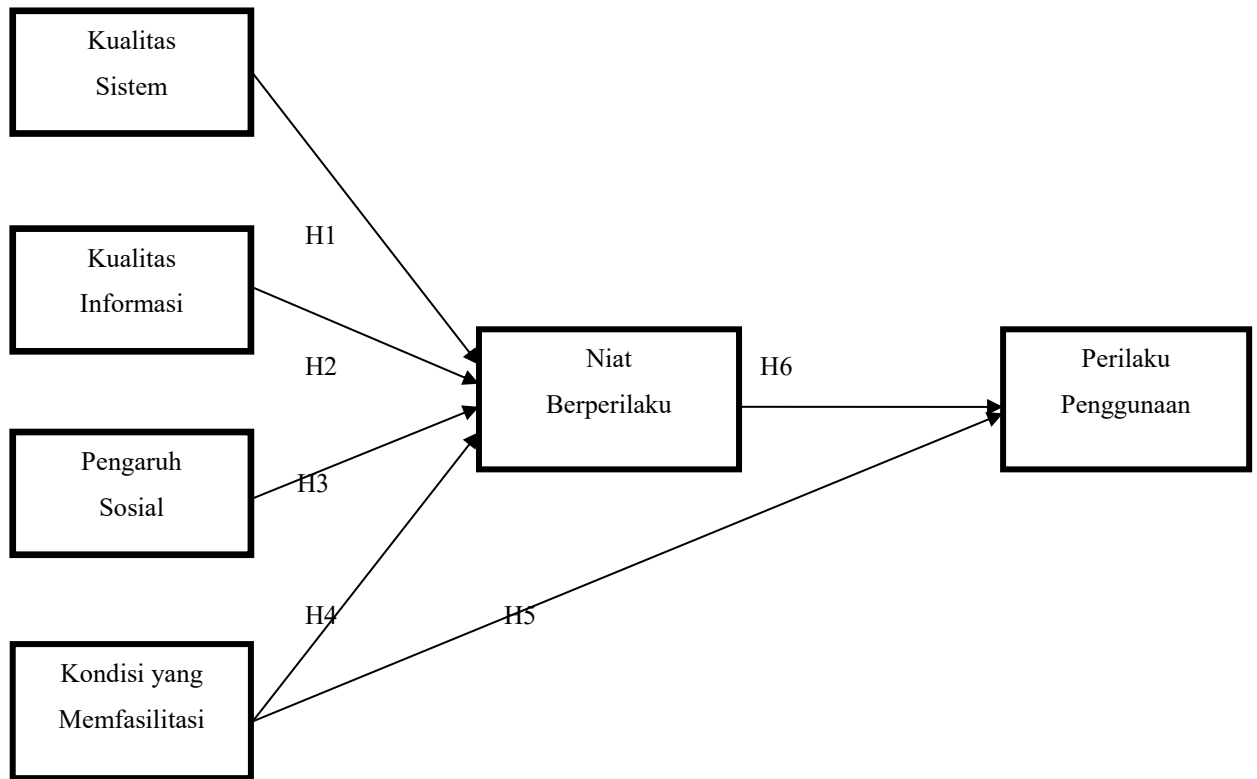 Kualitas
Sistem
H1
Kualitas
Informasi
H2
Niat
Berperilaku
H6
Perilaku
Penggunaan
Pengaruh
Sosial
H3
H4
H5
Kondisi yang
Memfasilitasi